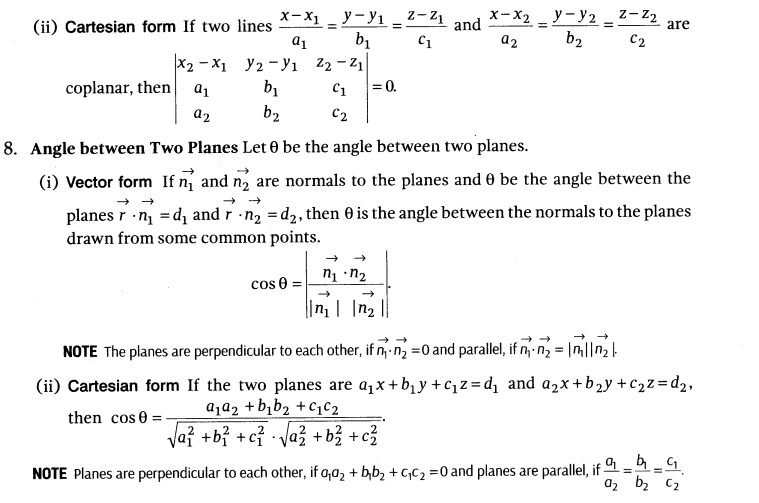 (ii) Cartesian form If two lines \frac{x-x_1}{a_1} = \frac{y-y_1}{b_1} = \frac{z-z_1}{c_1} and \frac{x-x_2}{a_2} = \frac{y-y_2}{b_2} = \frac{z-z_2}{c_2} are
coplanar, then \begin{vmatrix} x_2-x_1 & y_2-y_1 & z_2-z_1 \\ a_1 & b_1 & c_1 \\ a_2 & b_2 & c_2 \end{vmatrix} = 0.
8. Angle between Two Planes Let θ be the angle between two planes.
(i) Vector form If \vec{n_1} and \vec{n_2} are normals to the planes and θ be the angle between the
planes \vec{r} \cdot \vec{n_1} = d_1 and \vec{r} \cdot \vec{n_2} = d_2, then θ is the angle between the normals to the planes
drawn from some common points.
cos θ = \left| \frac{\vec{n_1} \cdot \vec{n_2}}{|\vec{n_1}| \, |\vec{n_2}|} \right|.
NOTE The planes are perpendicular to each other, if \vec{n_1} \cdot \vec{n_2} = 0 and parallel, if \vec{n_1} \cdot \vec{n_2} = |\vec{n_1}||\vec{n_2}|.
(ii) Cartesian form If the two planes are a_1x + b_1y + c_1z = d_1 and a_2x + b_2y + c_2z = d_2,
then cos θ = \frac{a_1a_2 + b_1b_2 + c_1c_2}{\sqrt{a_1^2 + b_1^2 + c_1^2} \cdot \sqrt{a_2^2 + b_2^2 + c_2^2}}.
NOTE Planes are perpendicular to each other, if a_1a_2 + b_1b_2 + c_1c_2 = 0 and planes are parallel, if \frac{a_1}{a_2} = \frac{b_1}{b_2} = \frac{c_1}{c_2}.